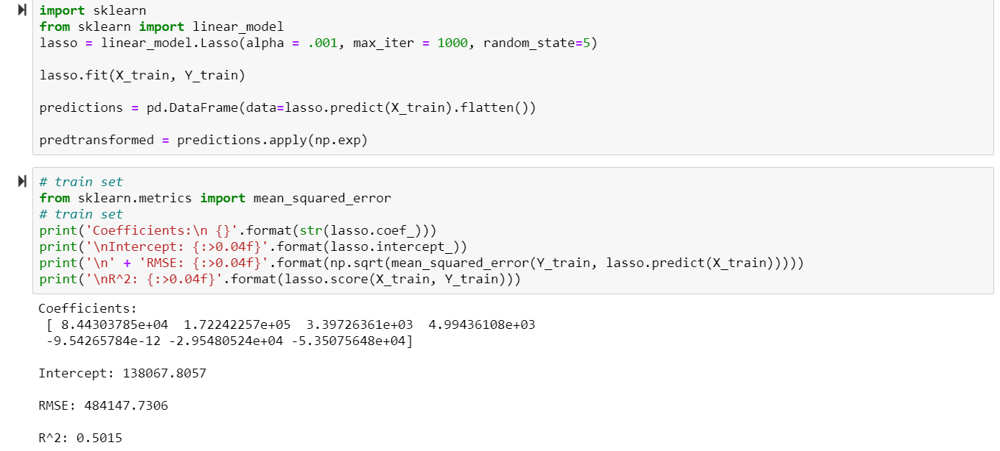 import sklearn
from sklearn import linear_model
lasso = linear_model.Lasso(alpha = .001, max_iter = 1000, random_state=5)
lasso.fit(X_train, Y_train)
predictions = pd.DataFrame(data=lasso.predict(X_train).flatten())
predtransformed = predictions.apply(np.exp)
# train set
from sklearn.metrics import mean_squared_error
# train set
print('Coefficients:\n {}'.format(str(lasso.coef_)))
print('\nIntercept: {:>0.04f}'.format(lasso.intercept_))
print('\n' + 'RMSE: {:>0.04f}'.format(np.sqrt(mean_squared_error(Y_train, lasso.predict(X_train)))))
print('\nR^2: {:>0.04f}'.format(lasso.score(X_train, Y_train)))
Coefficients:
[ 8.44303785e+04 1.72242257e+05 3.39726361e+03 4.99436108e+03
-9.54265784e-12 -2.95480524e+04 -5.35075648e+04]
Intercept: 138067.8057
RMSE: 484147.7306
R^2: 0.5015